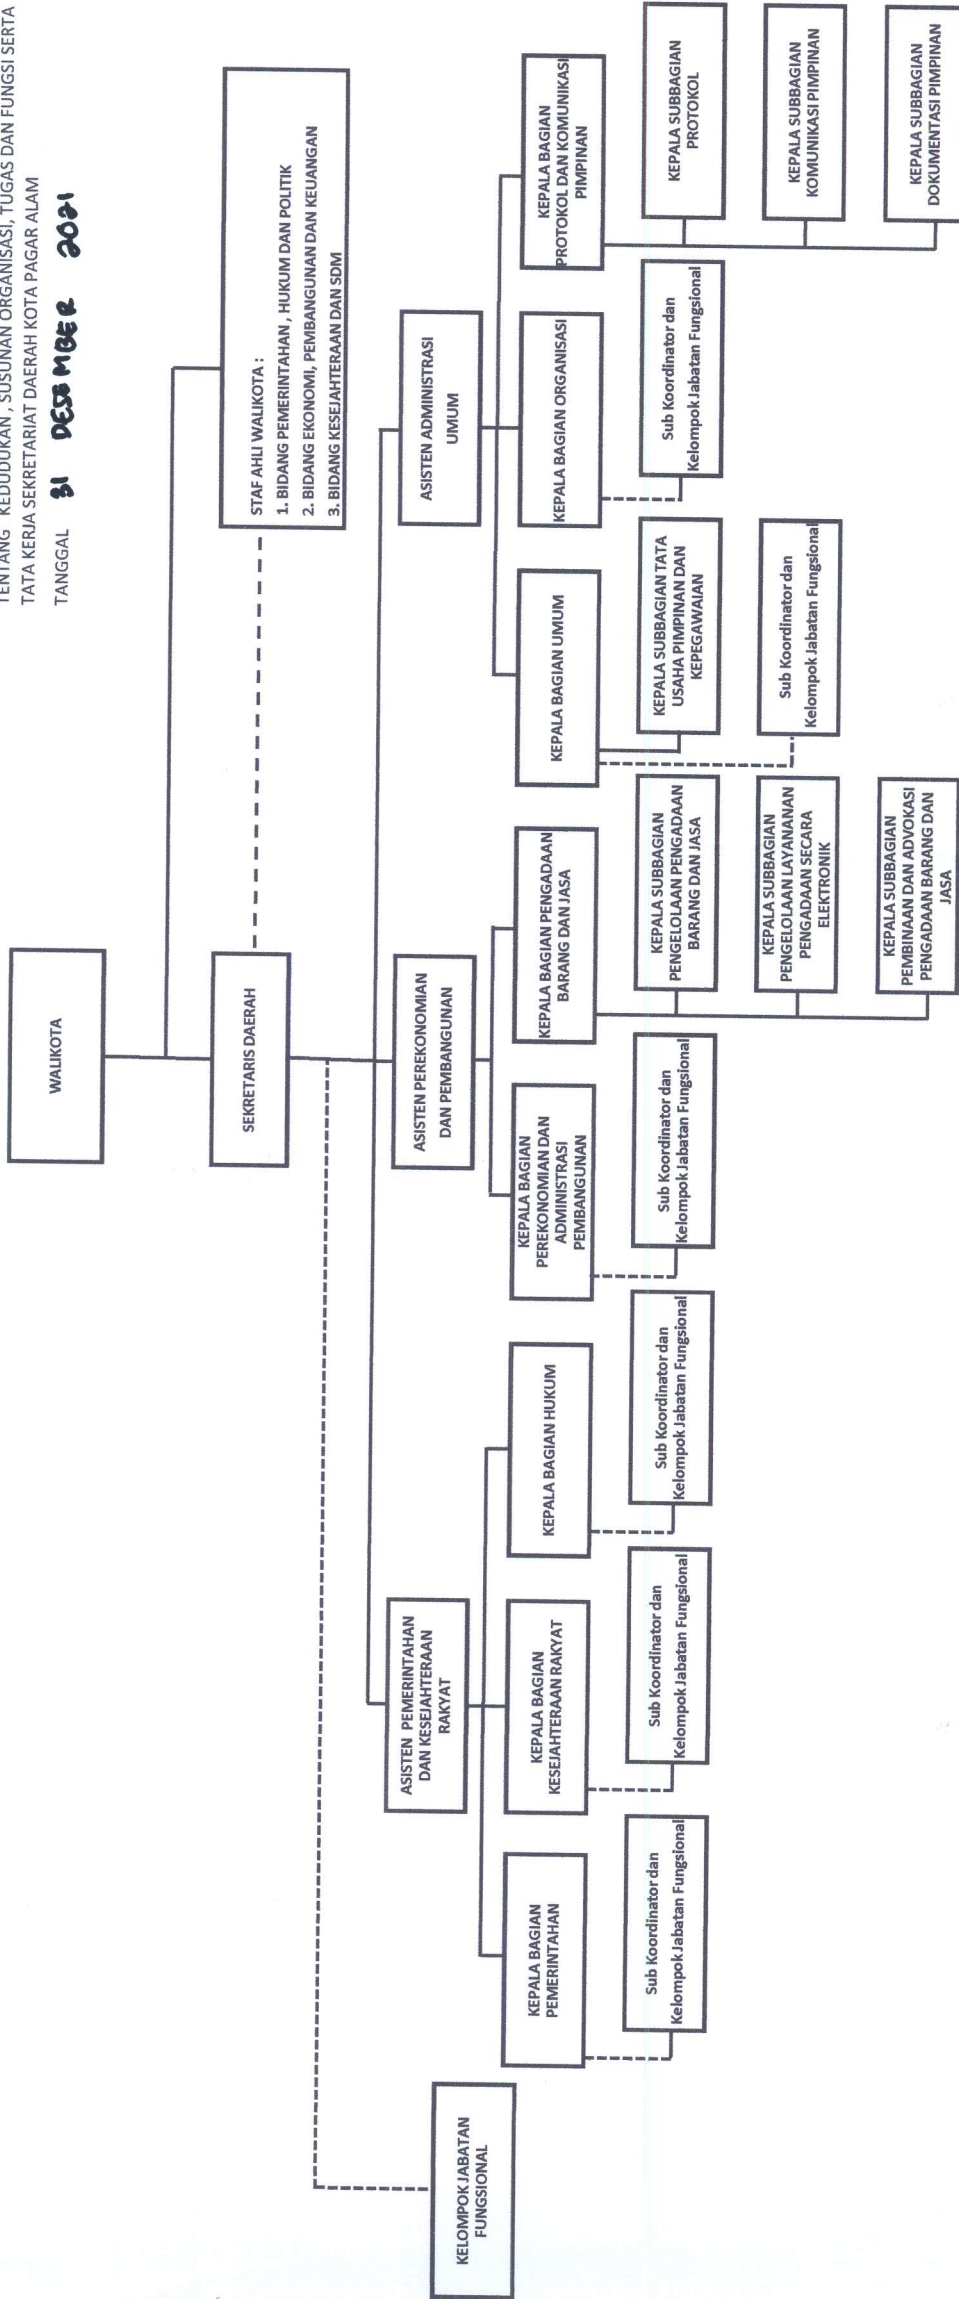 TENTANG KEDUDUKAN, SUSUNAN ORGANISASI, TUGAS DAN FUNGSI SERTA
TATA KERJA SEKRETARIAT DAERAH KOTA PAGAR ALAM
TANGGAL 31 DESEMBER 2021
WALIKOTA
STAF AHLI WALIKOTA :
1. BIDANG PEMERINTAHAN , HUKUM DAN POLITIK
2. BIDANG EKONOMI, PEMBANGUNAN DAN KEUANGAN
3. BIDANG KESEJAHTERAAN DAN SDM
SEKRETARIS DAERAH
KELOMPOK JABATAN
FUNGSIONAL
ASISTEN PEMERINTAHAN
DAN KESEJAHTERAAN
RAKYAT
ASISTEN PEREKONOMIAN
DAN PEMBANGUNAN
ASISTEN ADMINISTRASI
UMUM
KEPALA BAGIAN
PEMERINTAHAN
KEPALA BAGIAN
KESEJAHTERAAN RAKYAT
KEPALA BAGIAN HUKUM
KEPALA BAGIAN
PEREKONOMIAN DAN
ADMINISTRASI
PEMBANGUNAN
KEPALA BAGIAN PENGADAAN
BARANG DAN JASA
KEPALA BAGIAN UMUM
KEPALA BAGIAN ORGANISASI
KEPALA BAGIAN
PROTOKOL DAN KOMUNIKASI
PIMPINAN
Sub Koordinator dan
Kelompok Jabatan Fungsional
Sub Koordinator dan
Kelompok Jabatan Fungsional
Sub Koordinator dan
Kelompok Jabatan Fungsional
Sub Koordinator dan
Kelompok Jabatan Fungsional
KEPALA SUBBAGIAN
PENGELOLAAN PENGADAAN
BARANG DAN JASA
KEPALA SUBBAGIAN TATA
USAHA PIMPINAN DAN
KEPEGAWAIAN
Sub Koordinator dan
Kelompok Jabatan Fungsional
KEPALA SUBBAGIAN
PROTOKOL
KEPALA SUBBAGIAN
PENGELOLAAN LAYANANAN
PENGADAAN SECARA
ELEKTRONIK
Sub Koordinator dan
Kelompok Jabatan Fungsional
KEPALA SUBBAGIAN
KOMUNIKASI PIMPINAN
KEPALA SUBBAGIAN
PEMBINAAN DAN ADVOKASI
PENGADAAN BARANG DAN
JASA
KEPALA SUBBAGIAN
DOKUMENTASI PIMPINAN